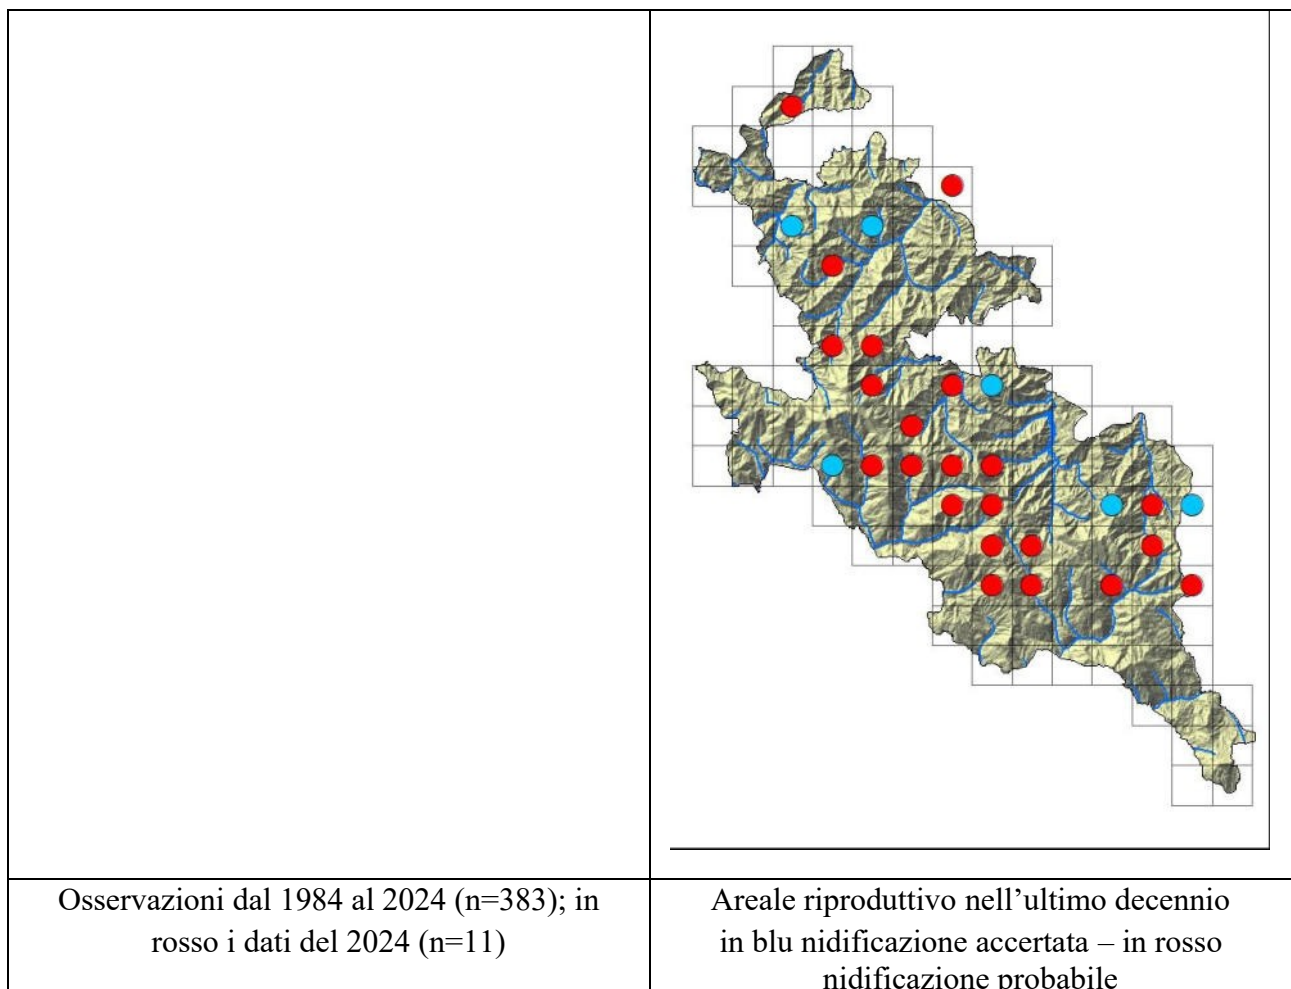 Osservazioni dal 1984 al 2024 (n=383); in
rosso i dati del 2024 (n=11)
Areale riproduttivo nell’ultimo decennio
in blu nidificazione accertata – in rosso
nidificazione probabile